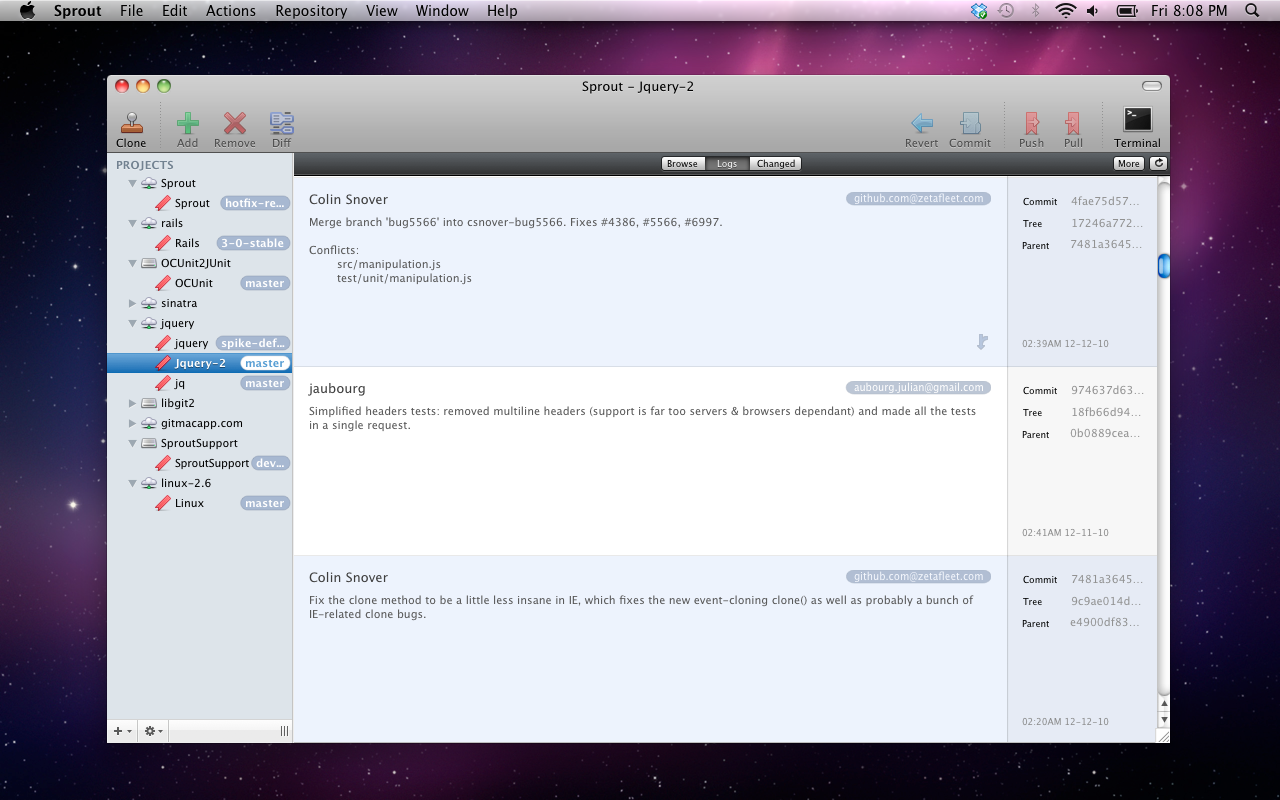 Sprout File Edit Actions Repository View Window Help Fri 8:08 PM
Sprout – Jquery-2
Clone Add Remove Diff Revert Commit Push Pull Terminal
Browse Logs Changed More
PROJECTS
Sprout
Sprout hotfix-re...
rails
Rails 3-0-stable
OCUnit2JUnit
OCUnit master
sinatra
jquery
jquery spike-def...
Jquery-2 master
jq master
libgit2
gitmacapp.com
SproutSupport
SproutSupport dev...
linux-2.6
Linux master
Colin Snover github.com@zetafleet.com
Merge branch 'bug5566' into csnover-bug5566. Fixes #4386, #5566, #6997.
Conflicts:
src/manipulation.js
test/unit/manipulation.js
Commit 4fae75d57...
Tree 17246a772...
Parent 7481a3645...
02:39AM 12-12-10
jaubourg aubourg.julian@gmail.com
Simplified headers tests: removed multiline headers (support is far too servers & browsers dependant) and made all the tests
in a single request.
Commit 974637d63...
Tree 18fb66d94...
Parent 0b0889cea...
02:41AM 12-11-10
Colin Snover github.com@zetafleet.com
Fix the clone method to be a little less insane in IE, which fixes the new event-cloning clone() as well as probably a bunch of
IE-related clone bugs.
Commit 7481a3645...
Tree 9c9ae014d...
Parent e4900df83...
02:20AM 12-12-10